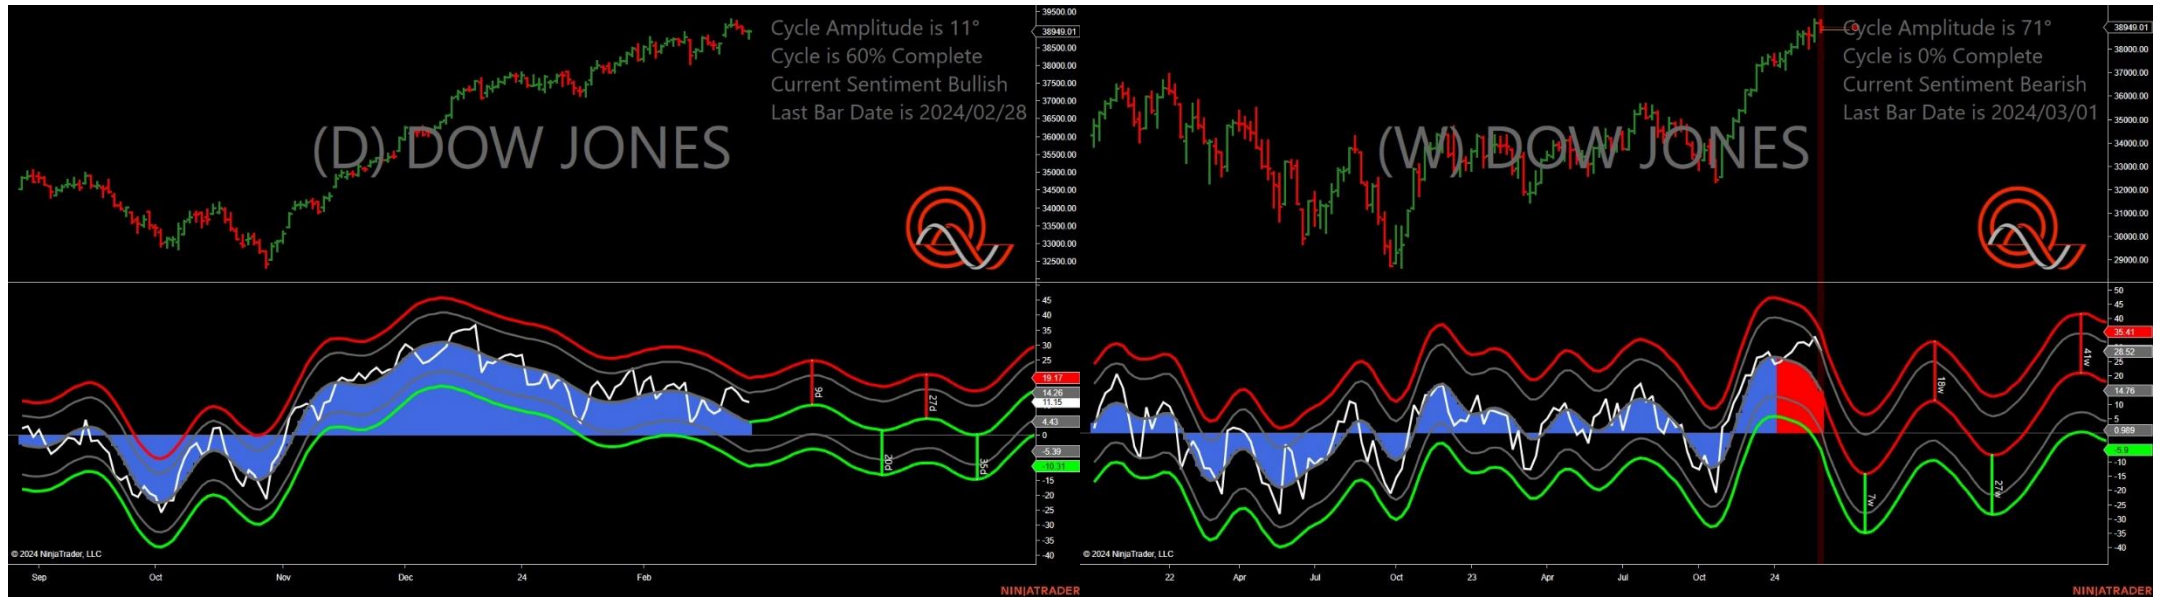 Cycle Amplitude is 11°
Cycle is 60% Complete
Current Sentiment Bullish
Last Bar Date is 2024/02/28
(D) DOW JONES
39500.00
38949.01
38500.00
38000.00
37500.00
37000.00
36500.00
36000.00
35500.00
35000.00
34500.00
34000.00
33500.00
33000.00
32500.00
45
40
35
30
25
19.17
14.26
11.15
4.43
0
-5.39
-10.31
-15
-20
-25
-30
-35
-40
9d
20d
27d
35d
© 2024 NinjaTrader, LLC
Sep
Oct
Nov
Dec
24
Feb
NINJATRADER
Cycle Amplitude is 71°
Cycle is 0% Complete
Current Sentiment Bearish
Last Bar Date is 2024/03/01
(W) DOW JONES
38949.01
38000.00
37000.00
36000.00
35000.00
34000.00
33000.00
32000.00
31000.00
30000.00
29000.00
50
45
40
35.41
28.52
20
14.76
10
5
0.989
-5.9
-10
-15
-20
-25
-30
-35
-40
7w
18w
27w
41w
© 2024 NinjaTrader, LLC
22
Apr
Jul
Oct
23
Apr
Jul
Oct
24
NINJATRADER